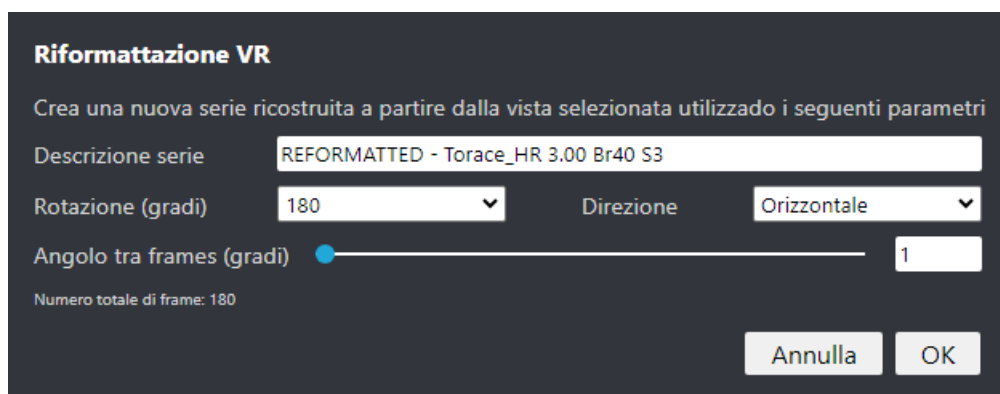 Riformattazione VR
Crea una nuova serie ricostruita a partire dalla vista selezionata utilizzado i seguenti parametri
Descrizione serie REFORMATTED - Torace_HR 3.00 Br40 S3
Rotazione (gradi) 180 Direzione Orizzontale
Angolo tra frames (gradi) 1
Numero totale di frame: 180
Annulla OK